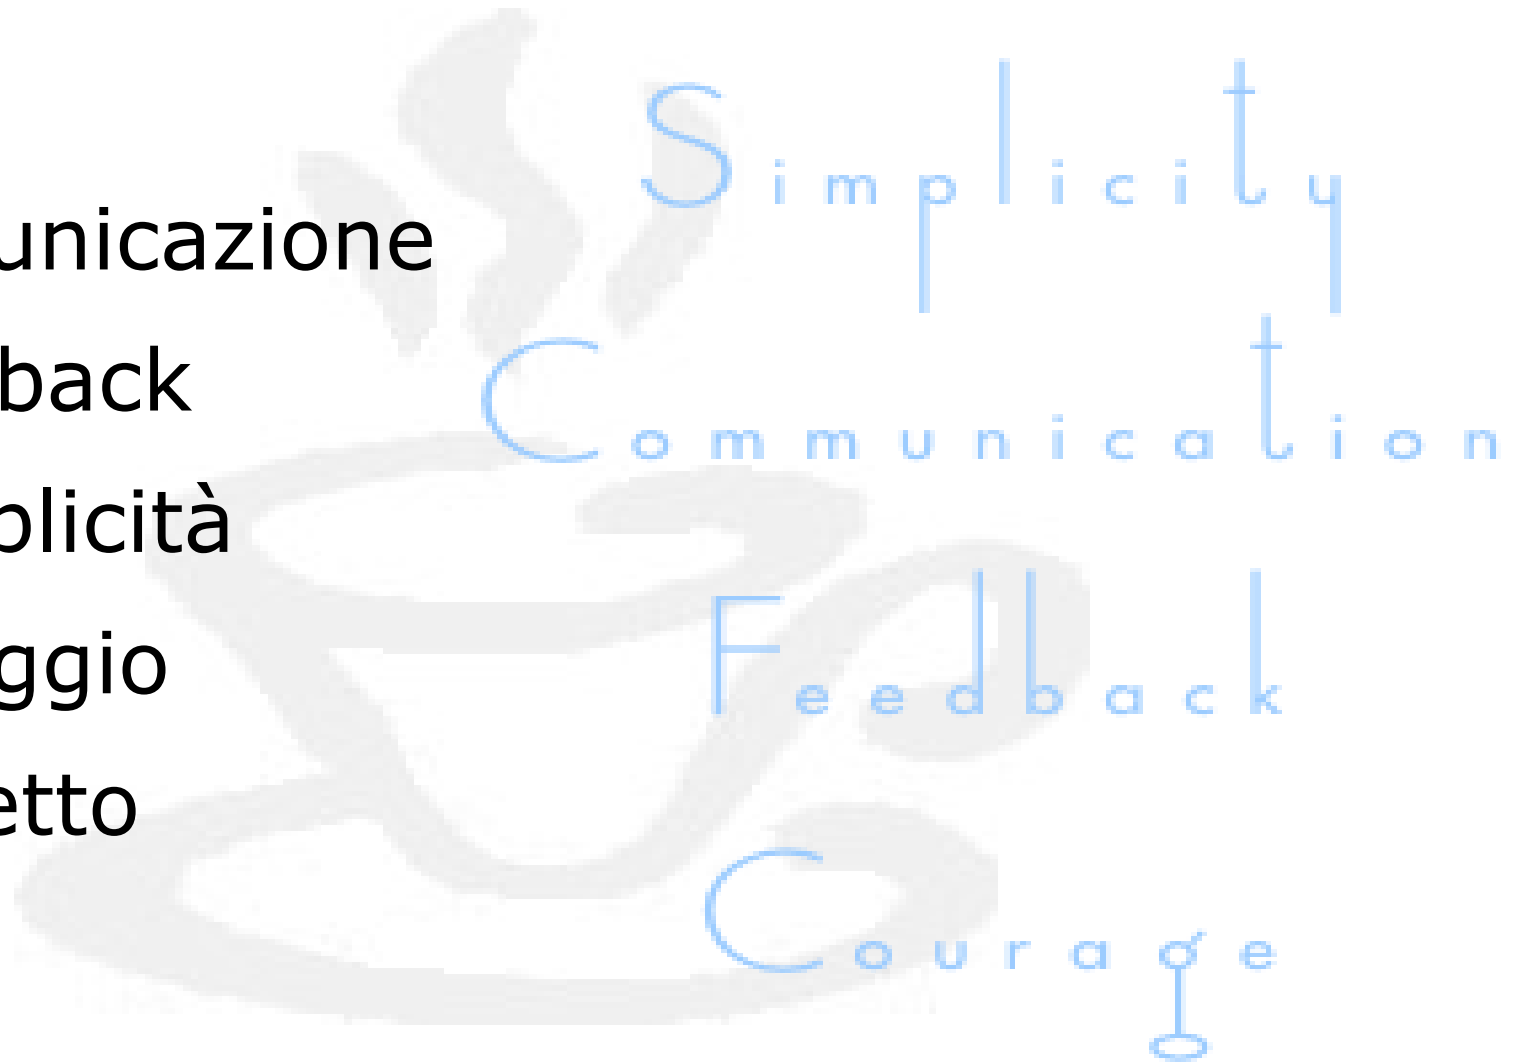 unicazione
back
plicità
ggio
etto
Simplicity
Communication
Feedback
Courage